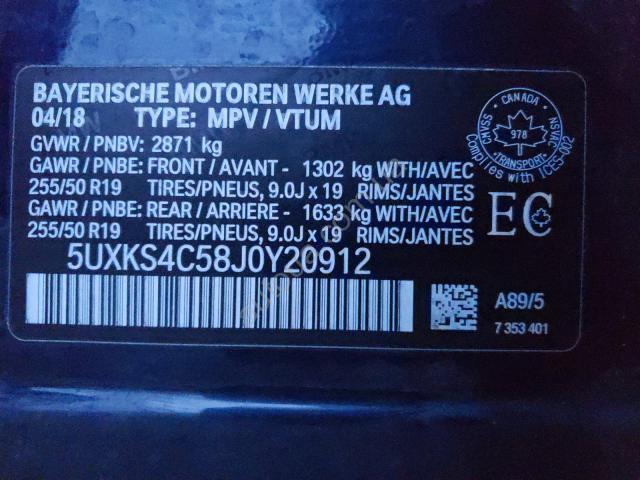 BAYERISCHE MOTOREN WERKE AG
04/18 TYPE: MPV / VTUM
GVWR / PNBV: 2871 kg
GAWR / PNBE: FRONT / AVANT - 1302 kg WITH/AVEC
255/50 R19 TIRES/PNEUS, 9.0J x 19 RIMS/JANTES
GAWR / PNBE: REAR / ARRIERE - 1633 kg WITH/AVEC
255/50 R19 TIRES/PNEUS, 9.0J x 19 RIMS/JANTES
5UXKS4C58J0Y20912
CANADA
CMVSS
978
NSVAC
TRANSPORT
Complies with ICES-002
EC
A89/5
7 353 401